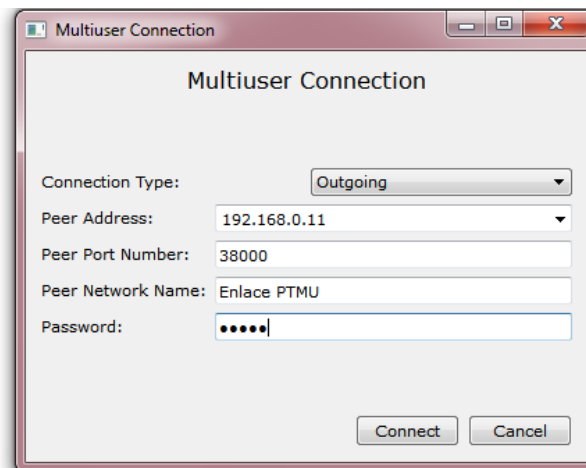 Multiuser Connection
Multiuser Connection
Connection Type: Outgoing
Peer Address: 192.168.0.11
Peer Port Number: 38000
Peer Network Name: Enlace PTMU
Password: •••••
Connect Cancel